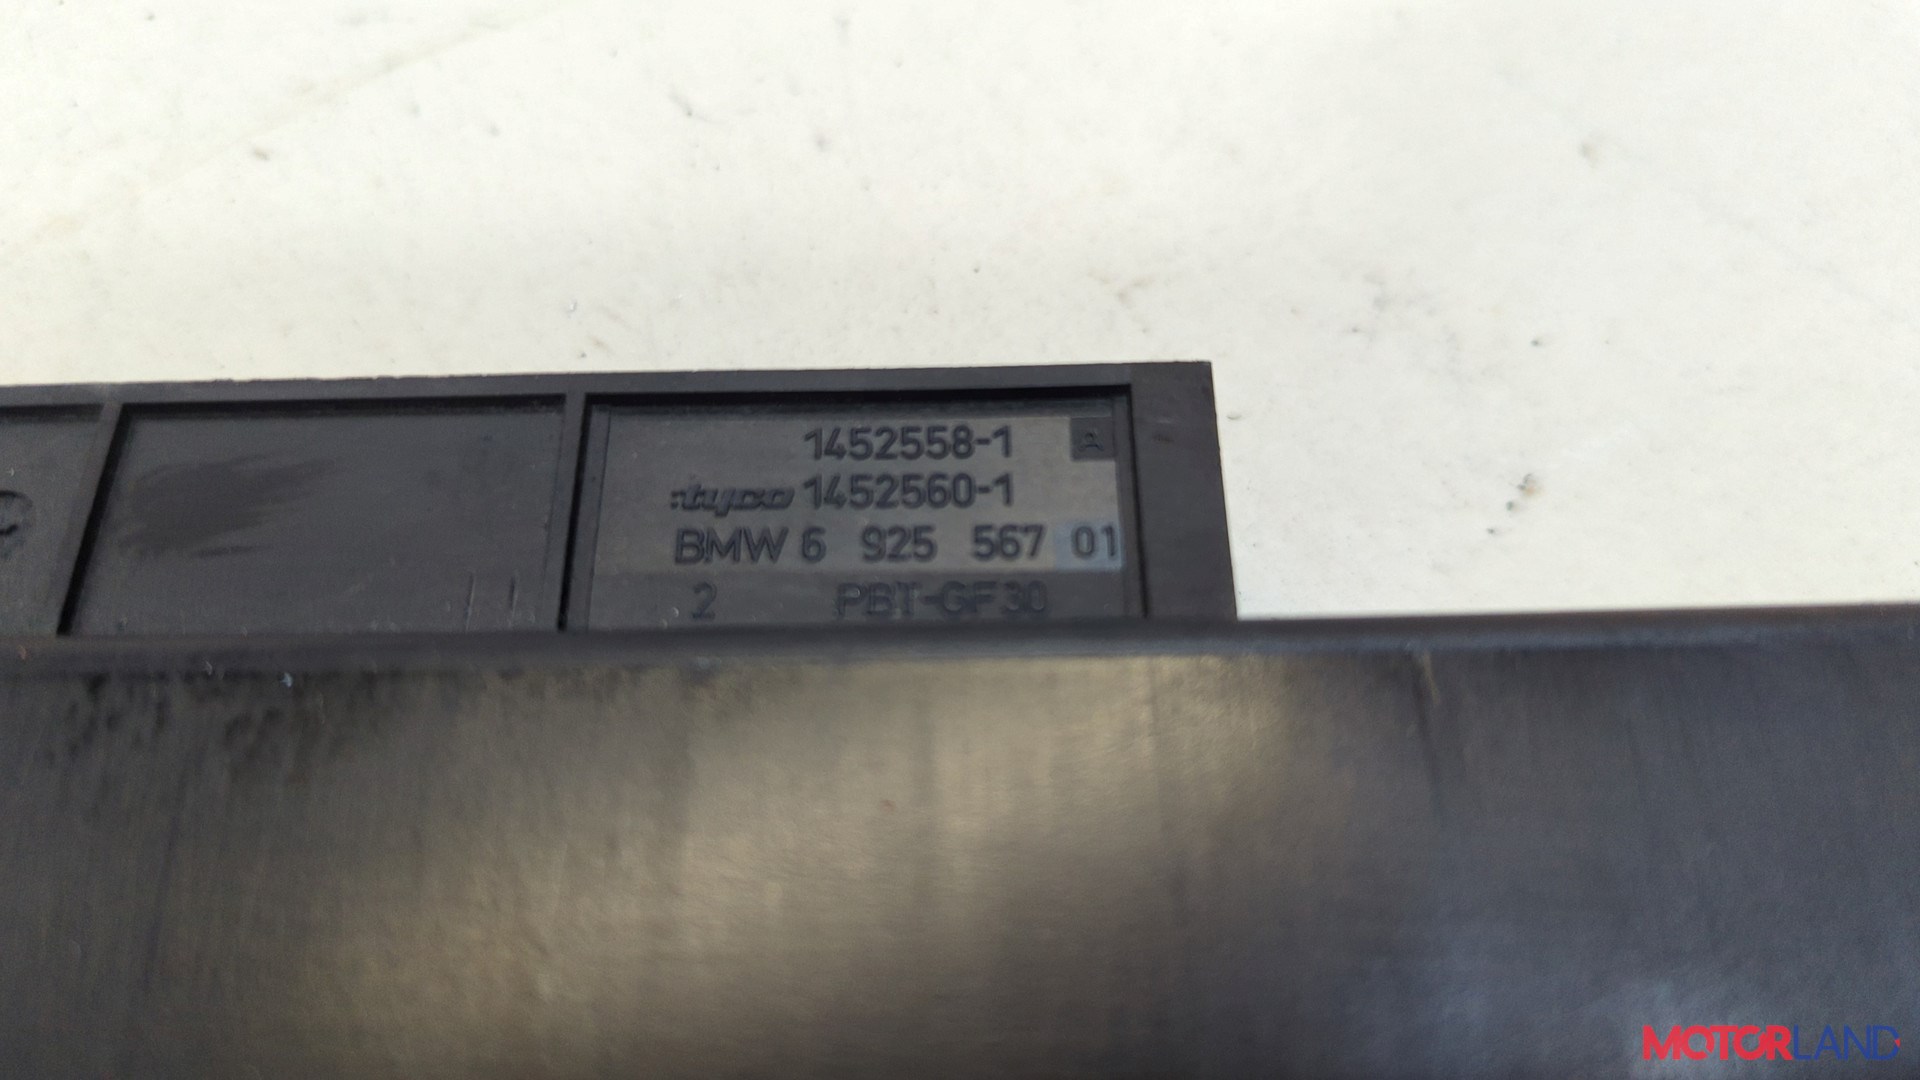 1452558-1 A
tyco 1452560-1
BMW 6 925 567 01
2 PBT-GF30
C
MOTORLAND